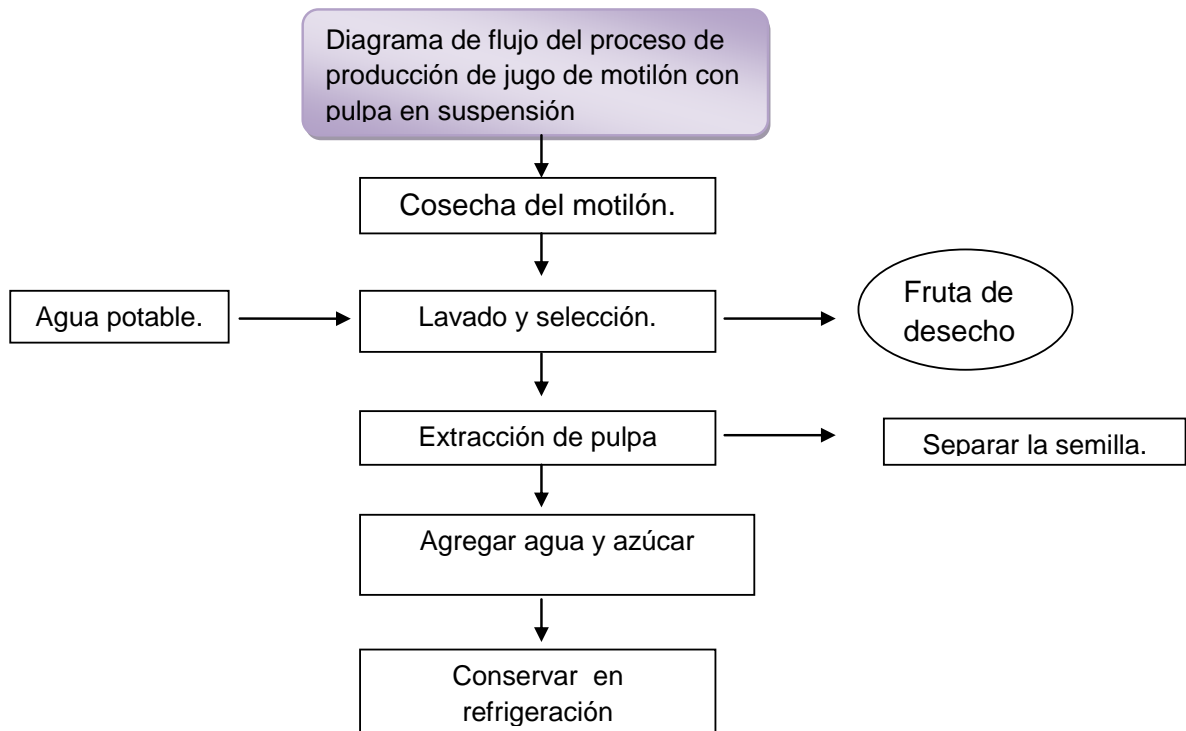 Diagrama de flujo del proceso de
producción de jugo de motilón con
pulpa en suspensión
Cosecha del motilón.
Agua potable.
Lavado y selección.
Fruta de
desecho
Extracción de pulpa
Separar la semilla.
Agregar agua y azúcar
Conservar en
refrigeración